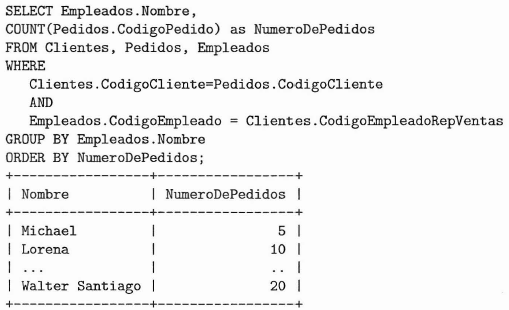 SELECT Empleados.Nombre,
COUNT(Pedidos.CodigoPedido) as NumeroDePedidos
FROM Clientes, Pedidos, Empleados
WHERE
   Clientes.CodigoCliente=Pedidos.CodigoCliente
   AND
   Empleados.CodigoEmpleado = Clientes.CodigoEmpleadoRepVentas
GROUP BY Empleados.Nombre
ORDER BY NumeroDePedidos;
+-----------------+-----------------+
| Nombre          | NumeroDePedidos |
+-----------------+-----------------+
| Michael         |               5 |
| Lorena          |              10 |
| ...             |              .. |
| Walter Santiago |              20 |
+-----------------+-----------------+